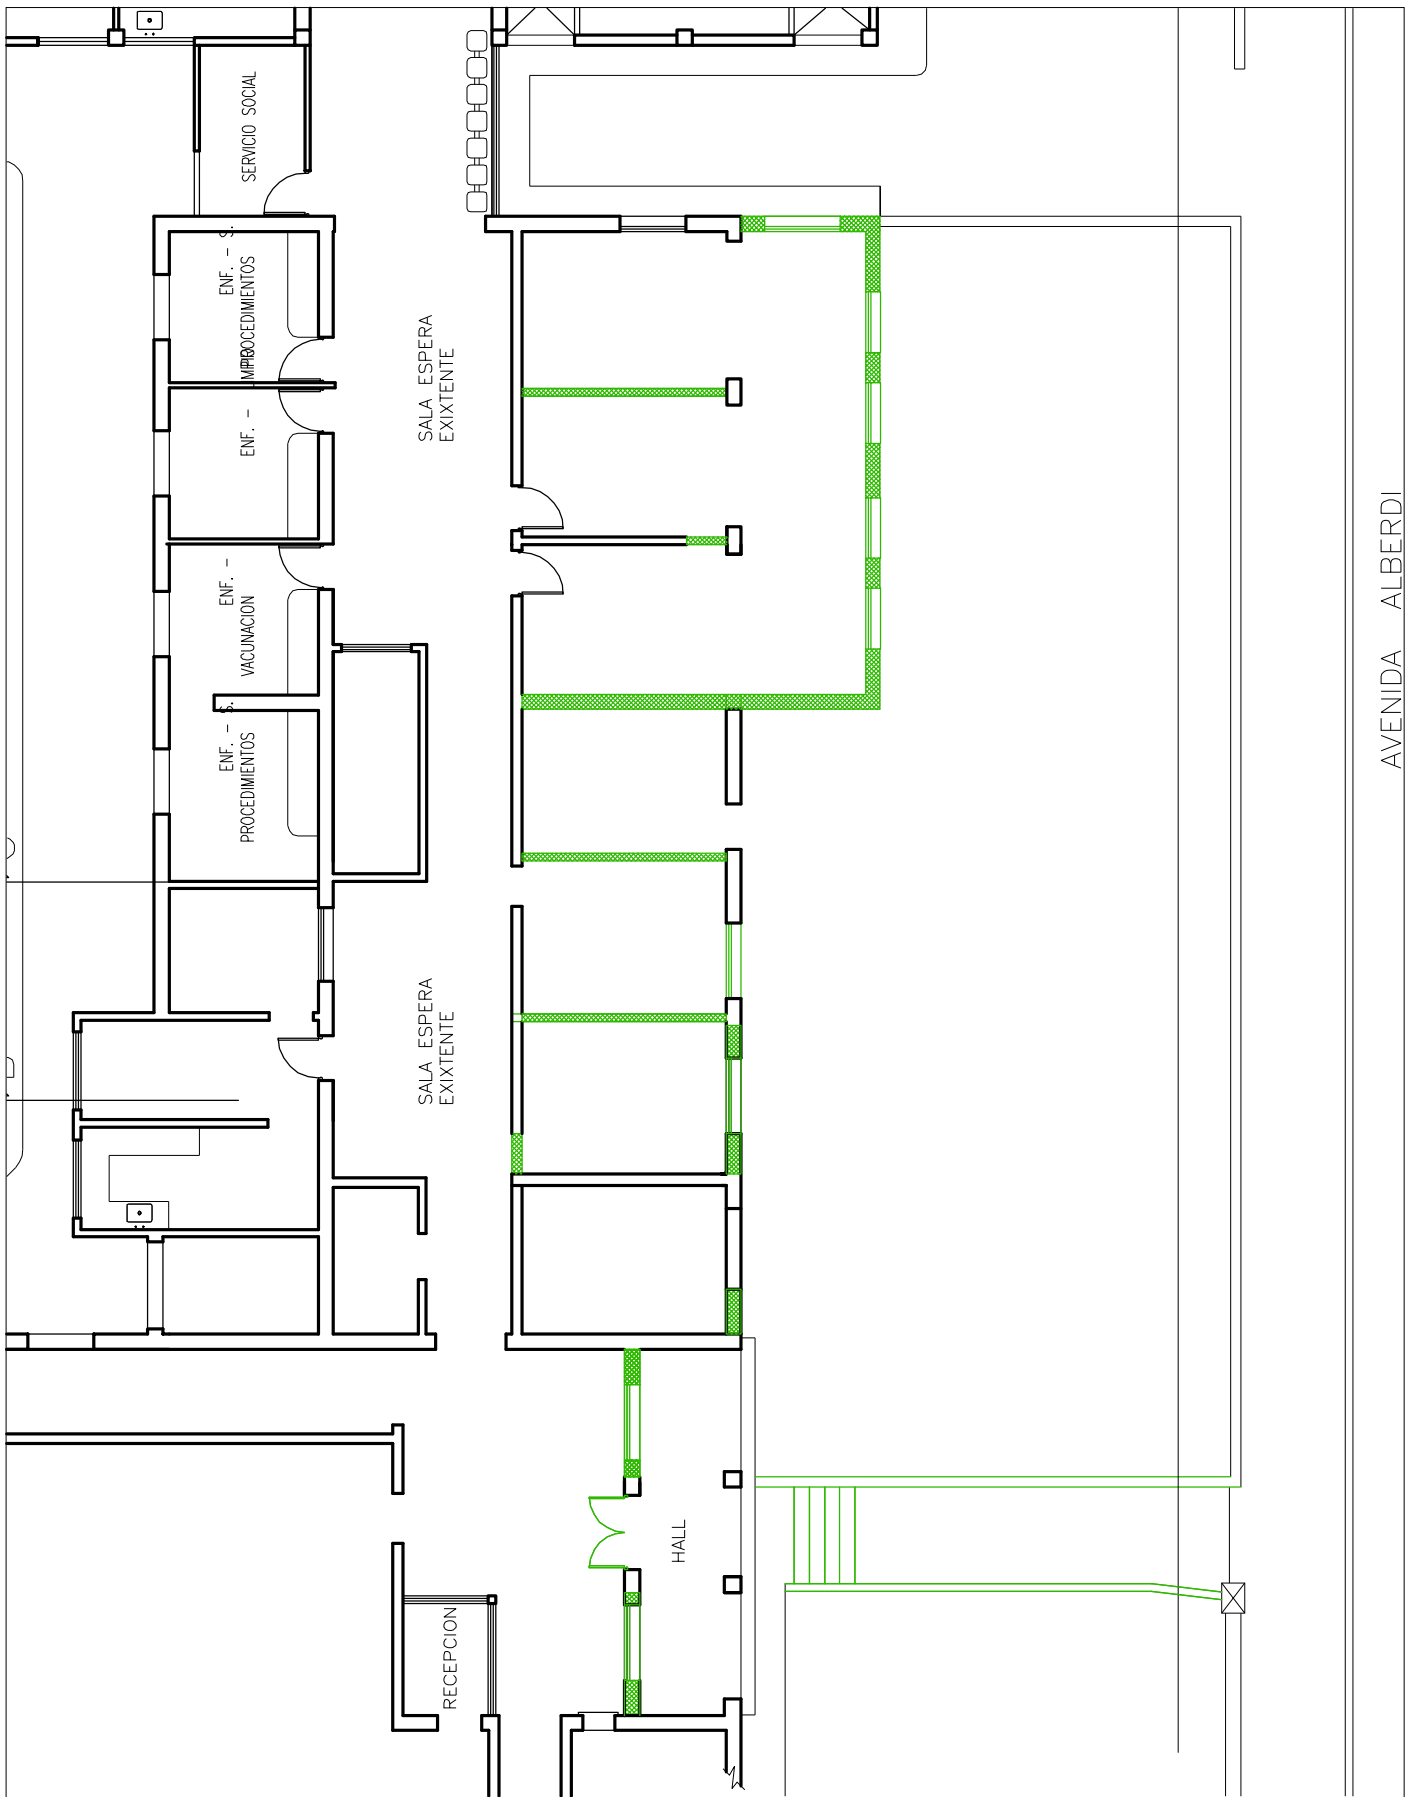 SERVICIO SOCIAL
ENF. - S.
PROCEDIMIENTOS
ENF. -
SALA ESPERA
EXIXTENTE
ENF. -
VACUNACION
ENF. - S.
PROCEDIMIENTOS
SALA ESPERA
EXIXTENTE
HALL
RECEPCION
AVENIDA ALBERDI